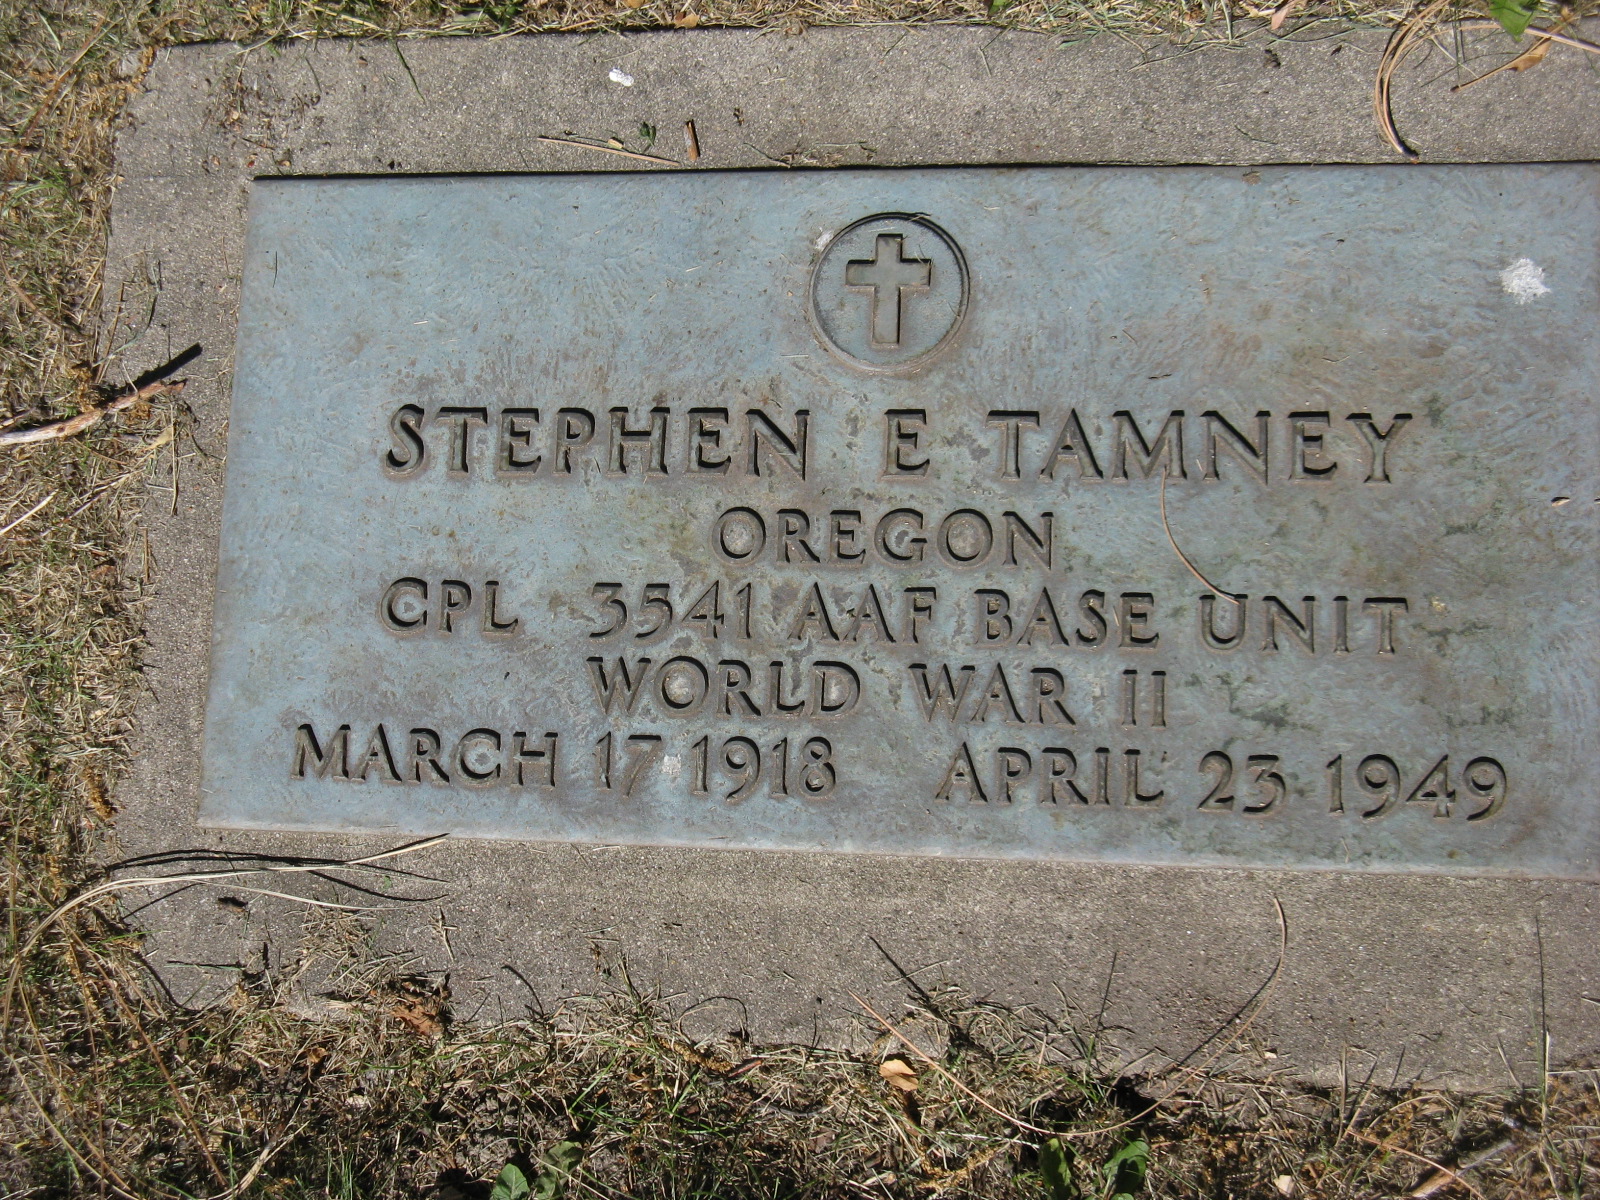 STEPHEN E TAMNEY
OREGON
CPL 3541 AAF BASE UNIT
WORLD WAR II
MARCH 17 1918 APRIL 23 1949